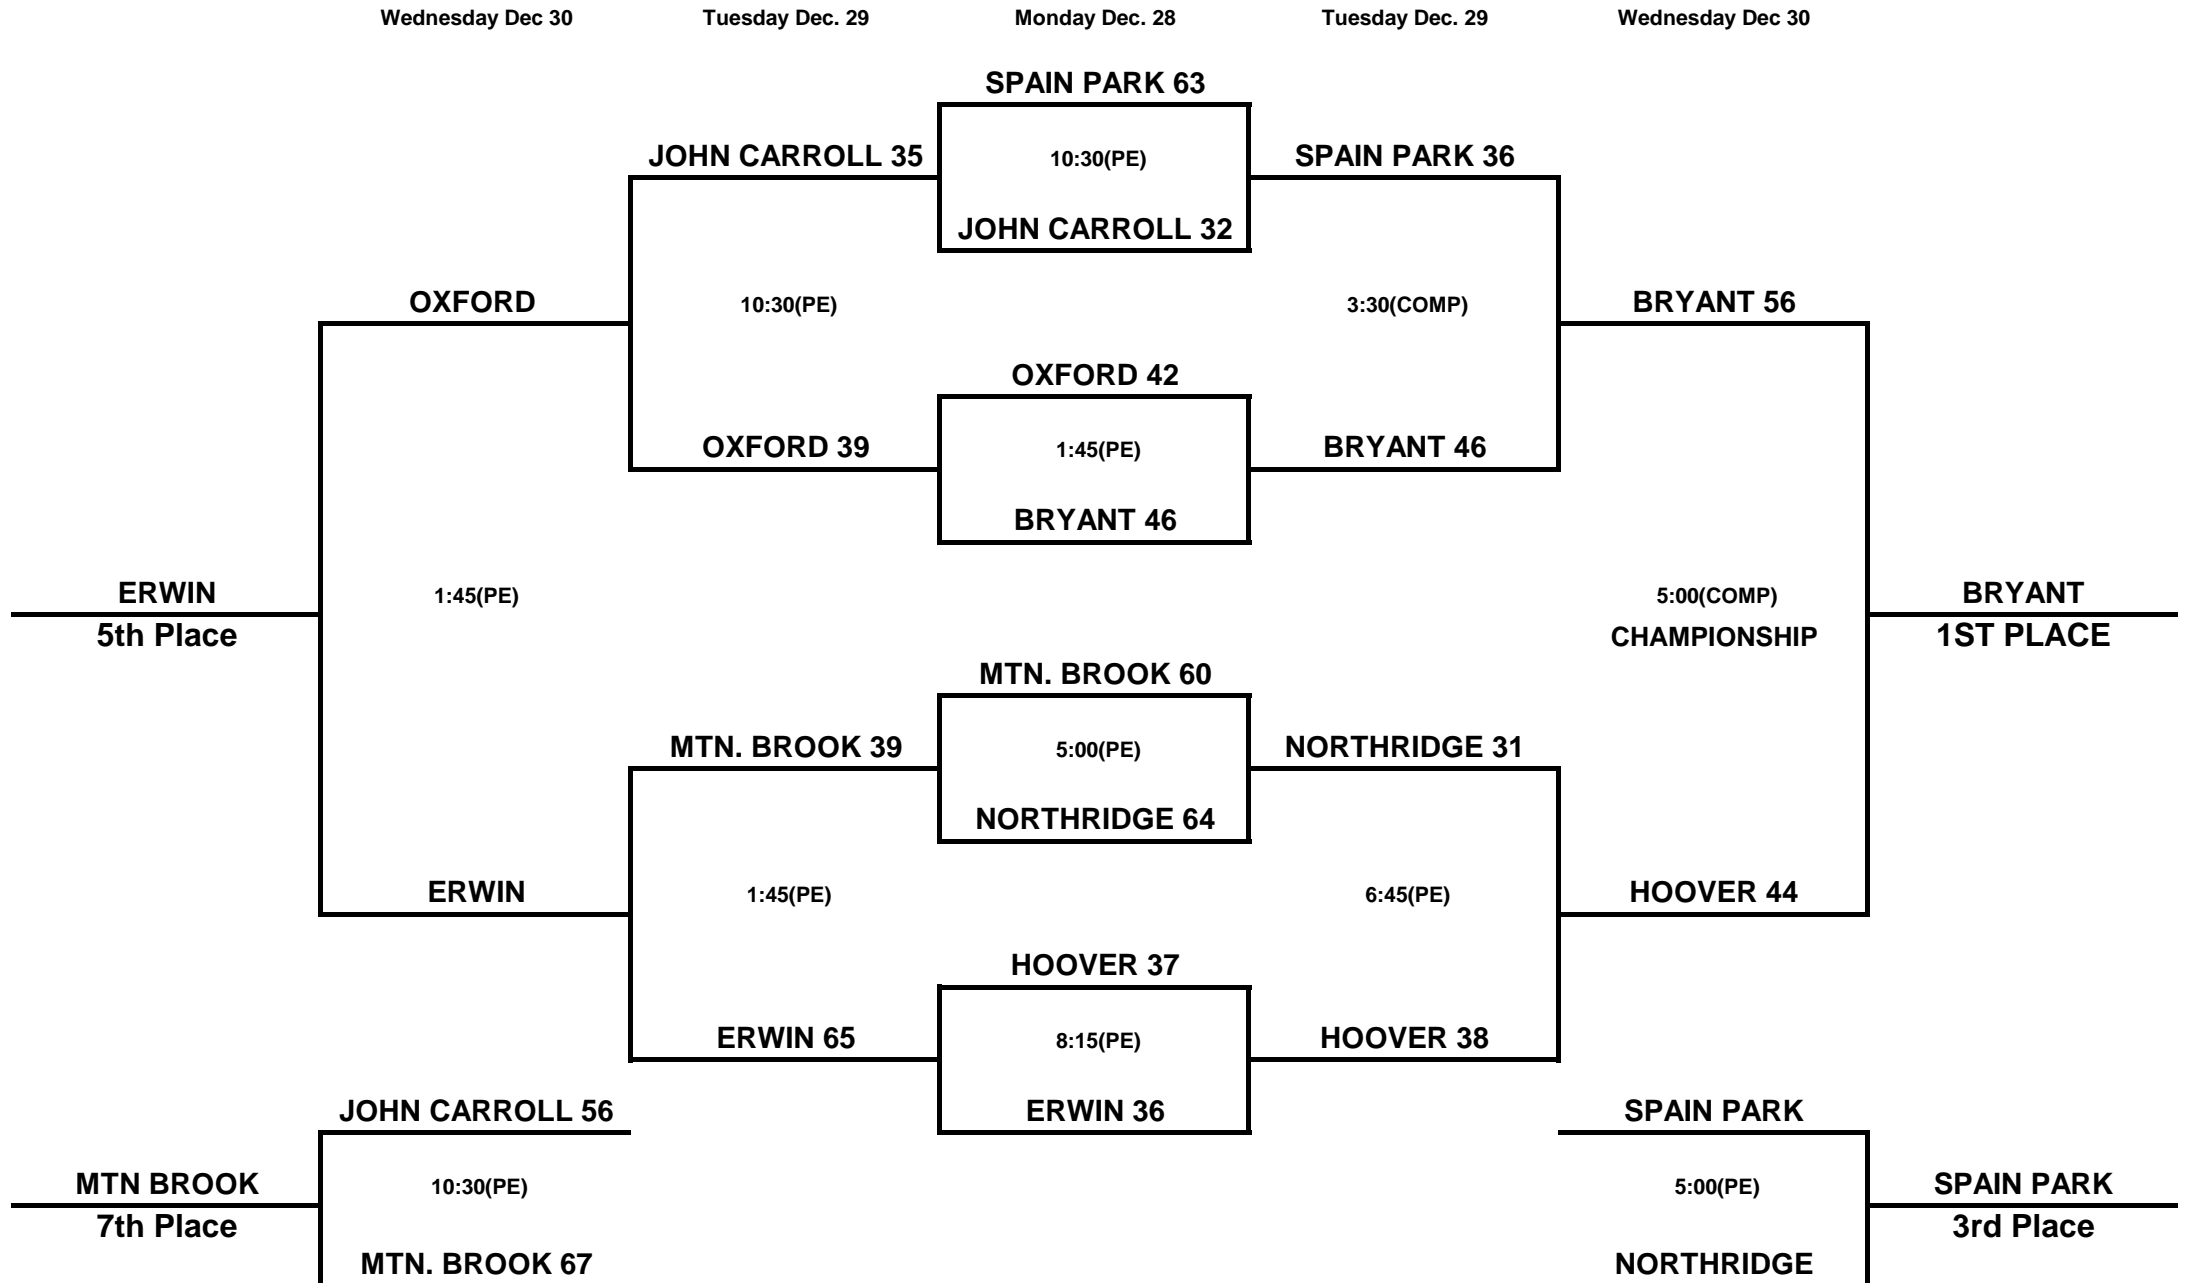 Wednesday Dec 30 Tuesday Dec. 29 Monday Dec. 28 Tuesday Dec. 29 Wednesday Dec 30
SPAIN PARK 63
JOHN CARROLL 35 10:30(PE) SPAIN PARK 36
JOHN CARROLL 32
OXFORD 10:30(PE) 3:30(COMP) BRYANT 56
OXFORD 42
OXFORD 39 1:45(PE) BRYANT 46
BRYANT 46
ERWIN 1:45(PE) 5:00(COMP) BRYANT
5th Place CHAMPIONSHIP 1ST PLACE
MTN. BROOK 60
MTN. BROOK 39 5:00(PE) NORTHRIDGE 31
NORTHRIDGE 64
ERWIN 1:45(PE) 6:45(PE) HOOVER 44
HOOVER 37
ERWIN 65 8:15(PE) HOOVER 38
JOHN CARROLL 56 ERWIN 36 SPAIN PARK
MTN BROOK 10:30(PE) 5:00(PE) SPAIN PARK
7th Place 3rd Place
MTN. BROOK 67 NORTHRIDGE